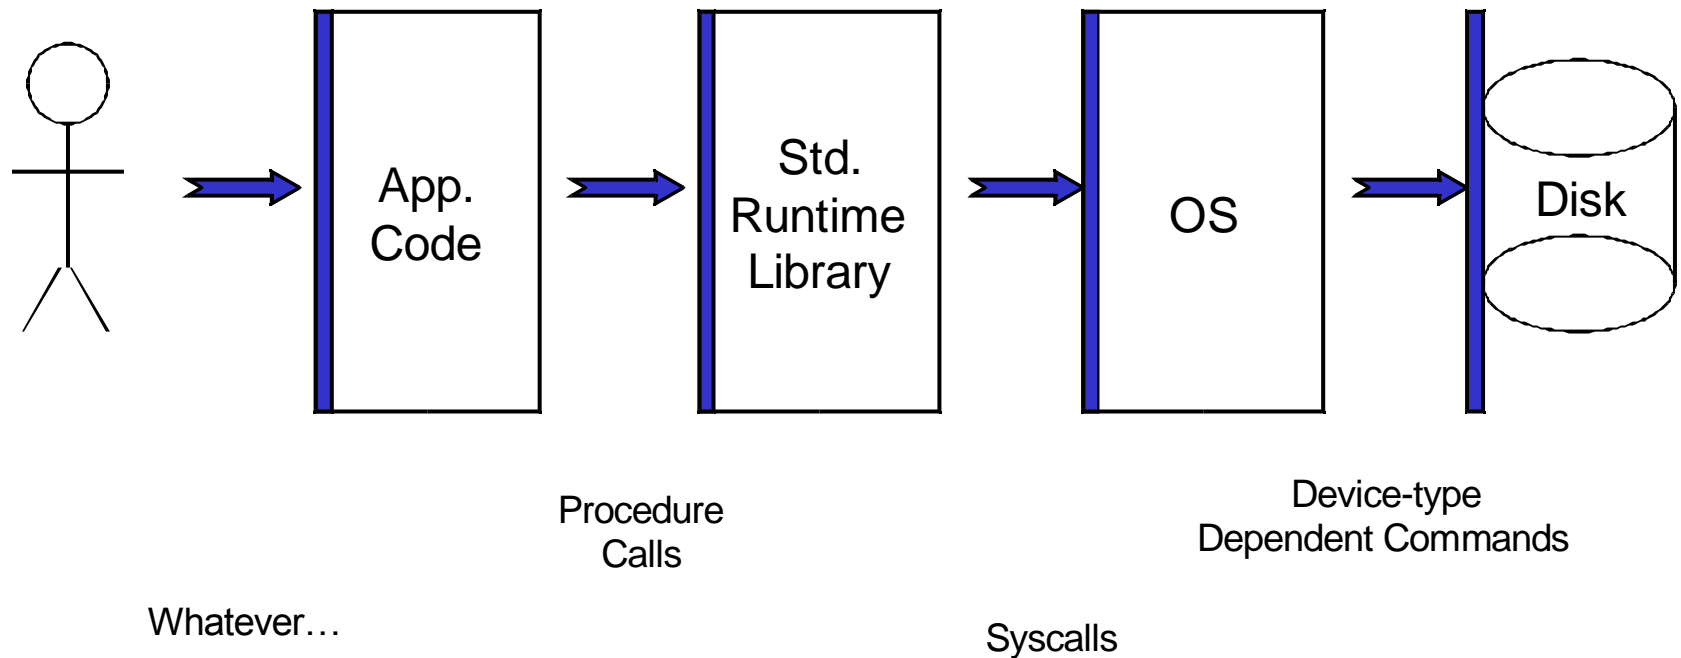 App.
Code
Std.
Runtime
Library
OS
Disk
Procedure
Calls
Device-type
Dependent Commands
Whatever…
Syscalls